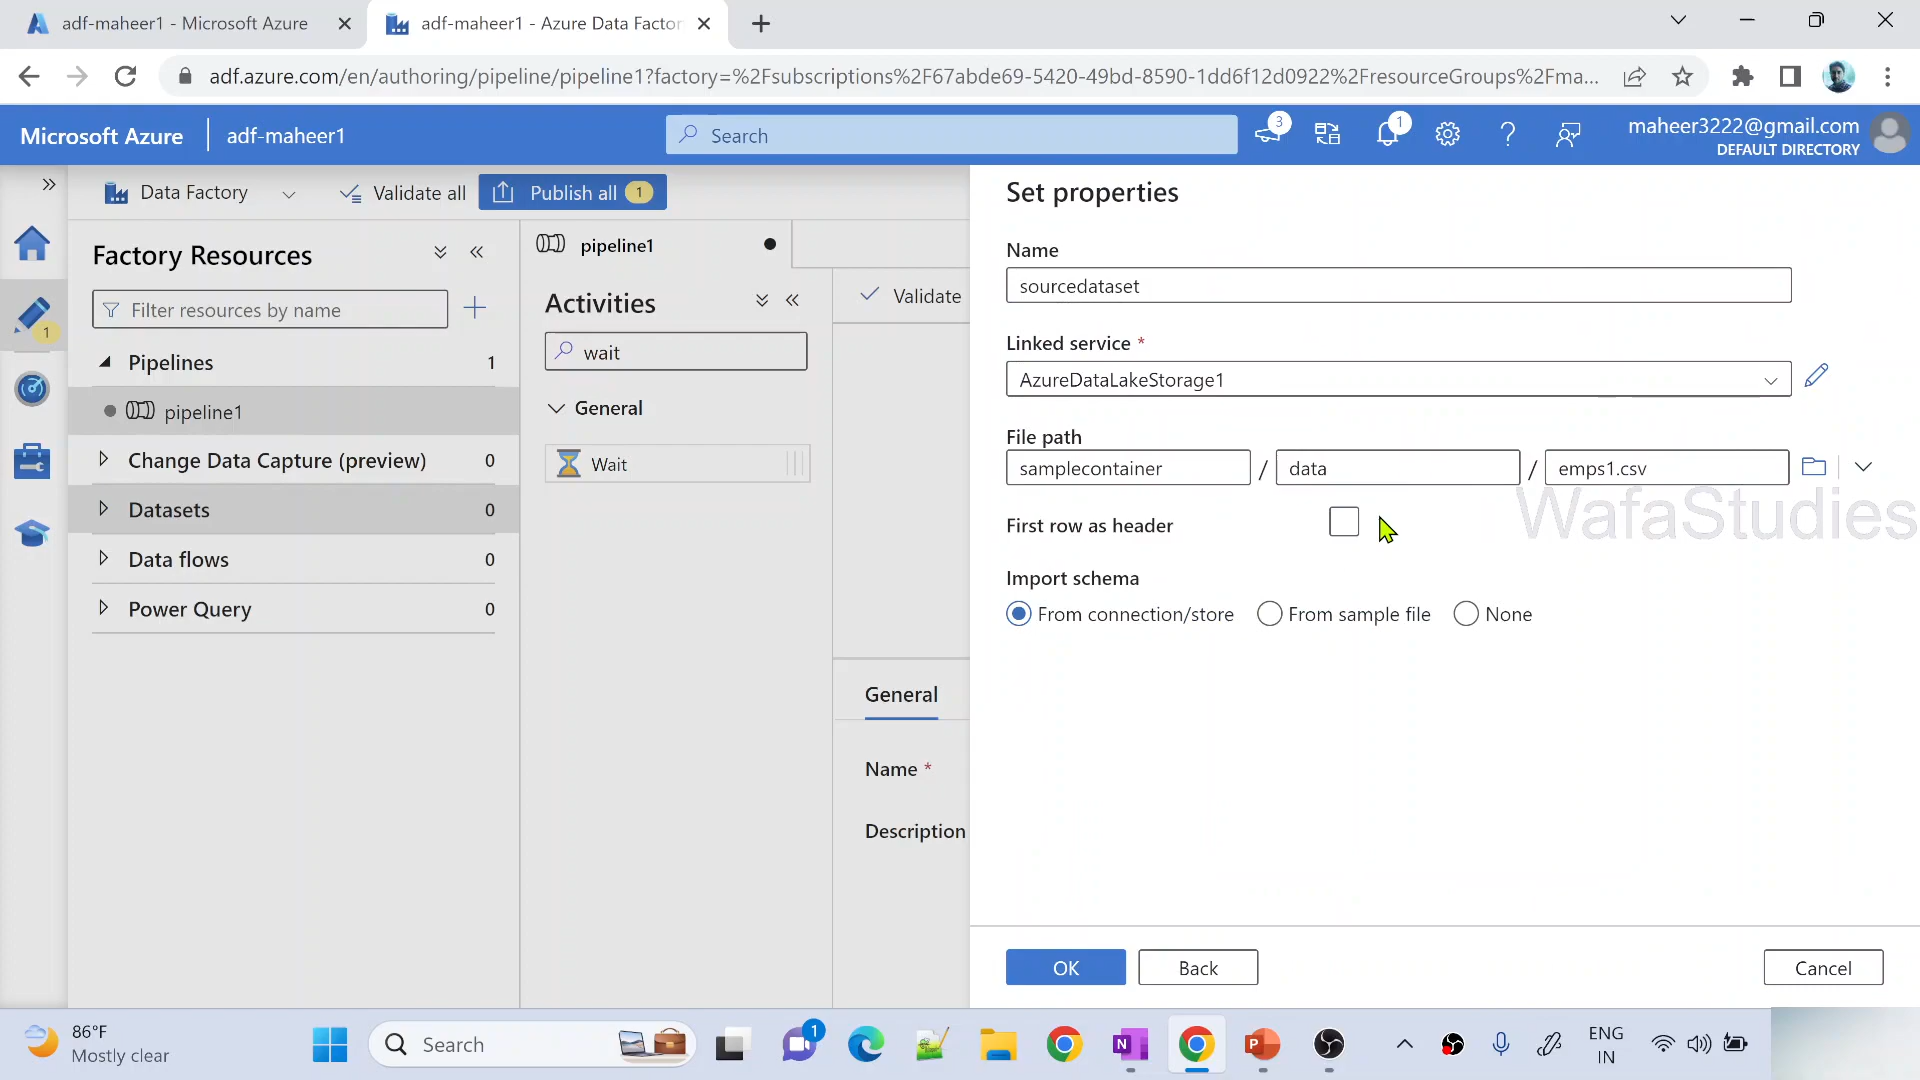 adf-maheer1 - Microsoft Azure
adf-maheer1 - Azure Data Factor
adf.azure.com/en/authoring/pipeline/pipeline1?factory=%2Fsubscriptions%2F67abde69-5420-49bd-8590-1dd6f12d0922%2FresourceGroups%2Fma...
Microsoft Azure
adf-maheer1
Search
3
1
maheer3222@gmail.com
DEFAULT DIRECTORY
Data Factory
Validate all
Publish all 1
Set properties
Factory Resources
pipeline1
Name
sourcedataset
Activities
Validate
Filter resources by name
1
wait
Linked service *
AzureDataLakeStorage1
Pipelines 1
pipeline1
General
Change Data Capture (preview) 0
Wait
File path
samplecontainer / data / emps1.csv
WafaStudies
Datasets 0
First row as header
Data flows 0
Import schema
From connection/store From sample file None
Power Query 0
General
Name *
Description
OK
Back
Cancel
86°F
Mostly clear
Search
1
N
P
ENG
IN